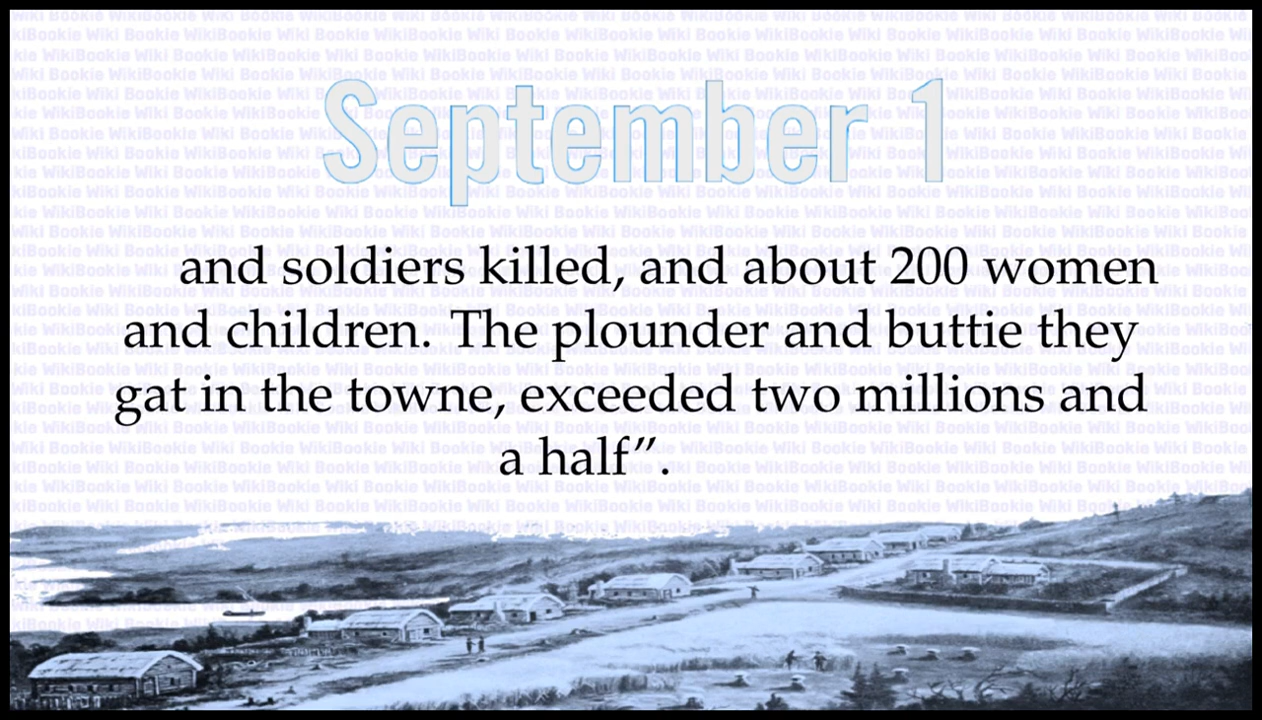 September 1
and soldiers killed, and about 200 women
and children. The plounder and buttie they
gat in the towne, exceeded two millions and
a half”.